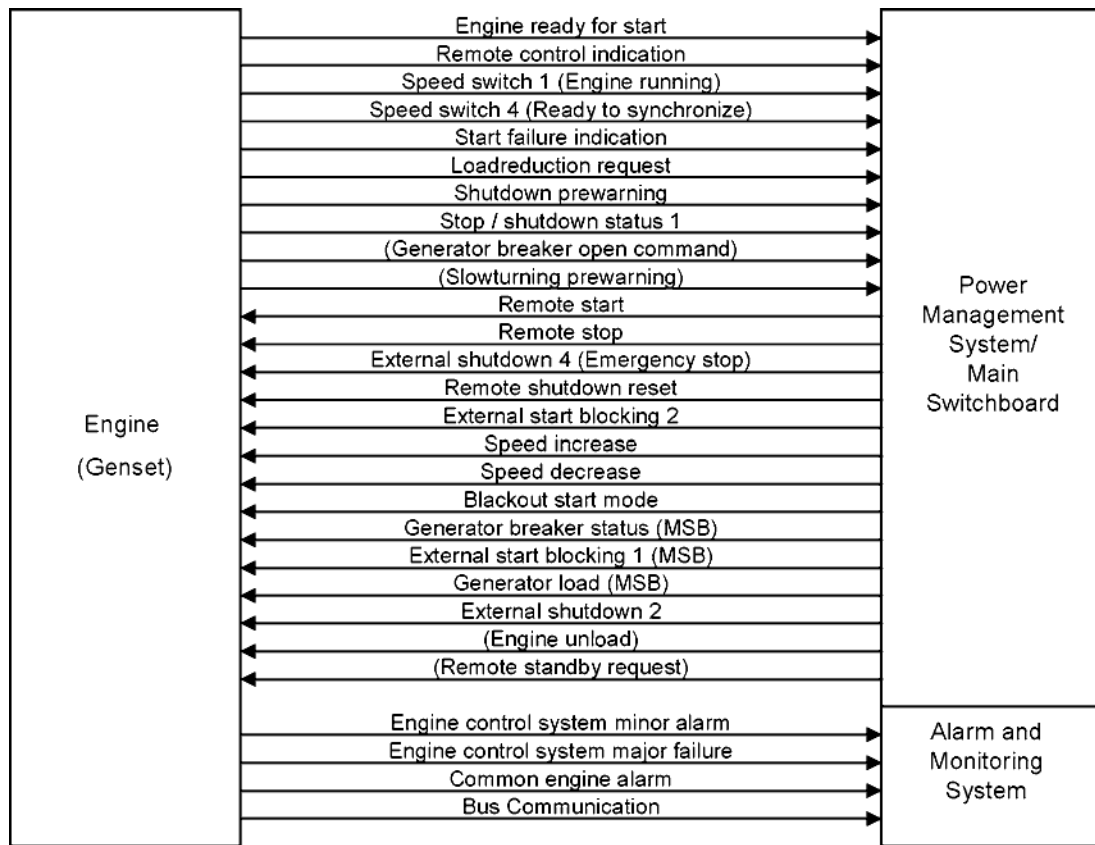 Engine ready for start
Remote control indication
Speed switch 1 (Engine running)
Speed switch 4 (Ready to synchronize)
Start failure indication
Loadreduction request
Shutdown prewarning
Stop / shutdown status 1
(Generator breaker open command)
(Slowturning prewarning)
Remote start
Remote stop
External shutdown 4 (Emergency stop)
Remote shutdown reset
External start blocking 2
Speed increase
Speed decrease
Blackout start mode
Generator breaker status (MSB)
External start blocking 1 (MSB)
Generator load (MSB)
External shutdown 2
(Engine unload)
(Remote standby request)
Engine control system minor alarm
Engine control system major failure
Common engine alarm
Bus Communication
Engine
(Genset)
Power
Management
System/
Main
Switchboard
Alarm and
Monitoring
System